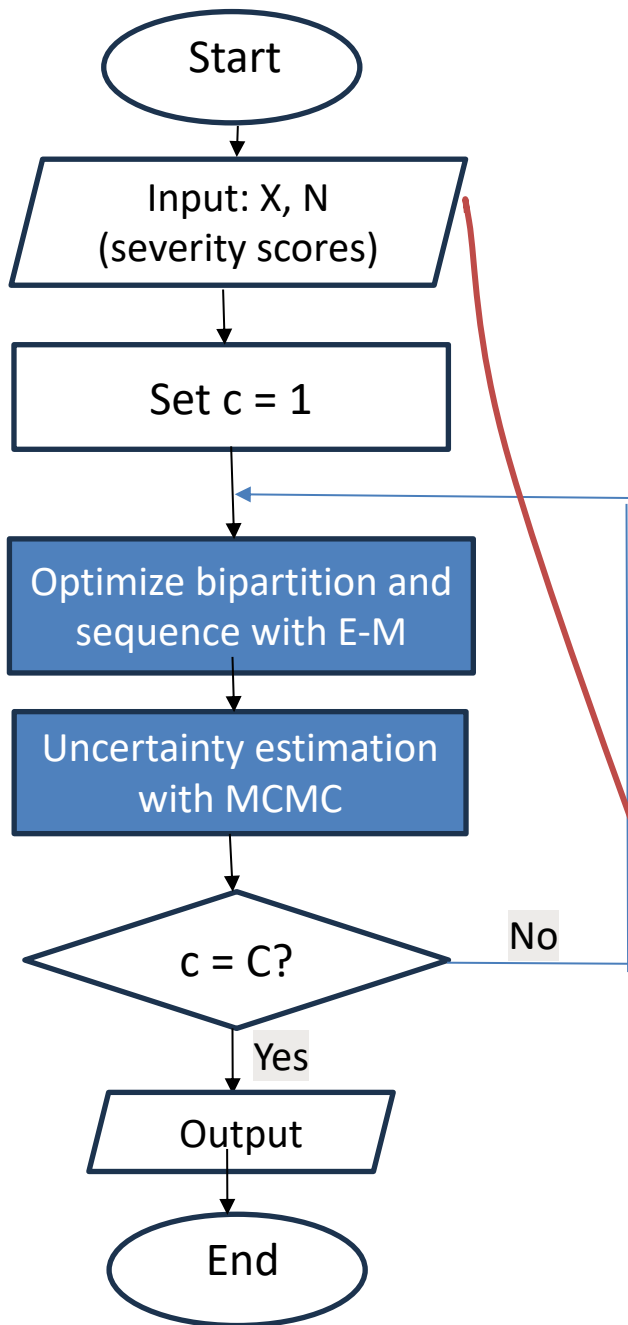 Start
Input: X, N
(severity scores)
Set c = 1
Optimize bipartition and
sequence with E-M
Uncertainty estimation
with MCMC
c = C?
No
Yes
Output
End